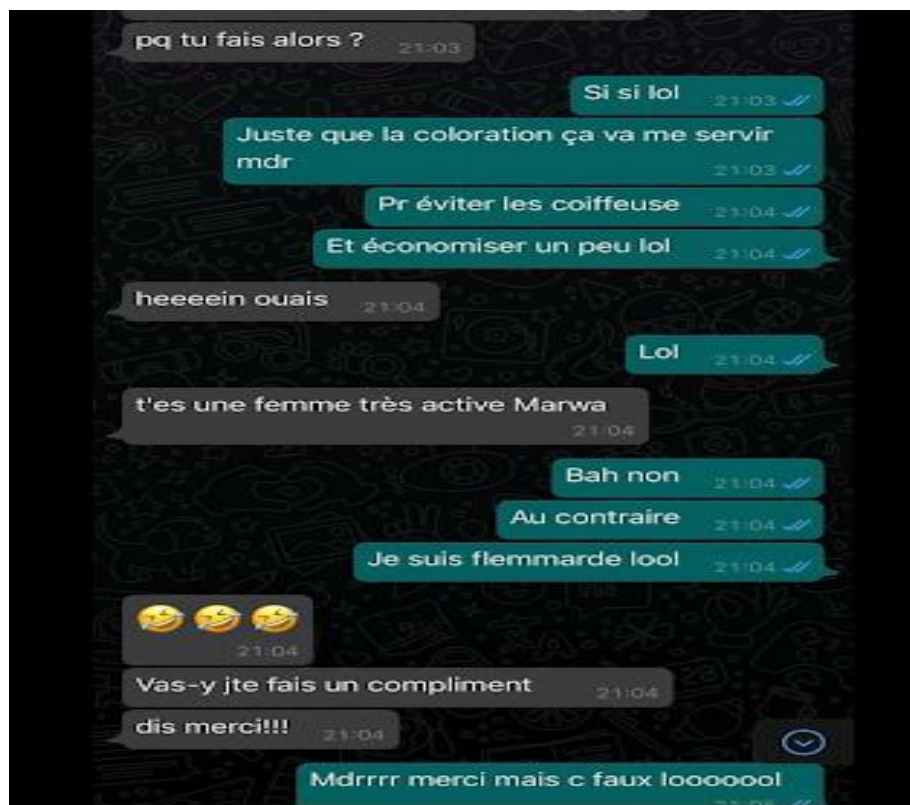 pq tu fais alors ? 21:03
Si si lol 21:03
Juste que la coloration ça va me servir
mdr 21:03
Pr éviter les coiffeuse 21:04
Et économiser un peu lol 21:04
heeeein ouais 21:04
Lol 21:04
t'es une femme très active Marwa
21:04
Bah non 21:04
Au contraire 21:04
Je suis flemmarde lool 21:04
🤣🤣🤣
21:04
Vas-y jte fais un compliment 21:04
dis merci!!! 21:04
Mdrrrr merci mais c faux looooool